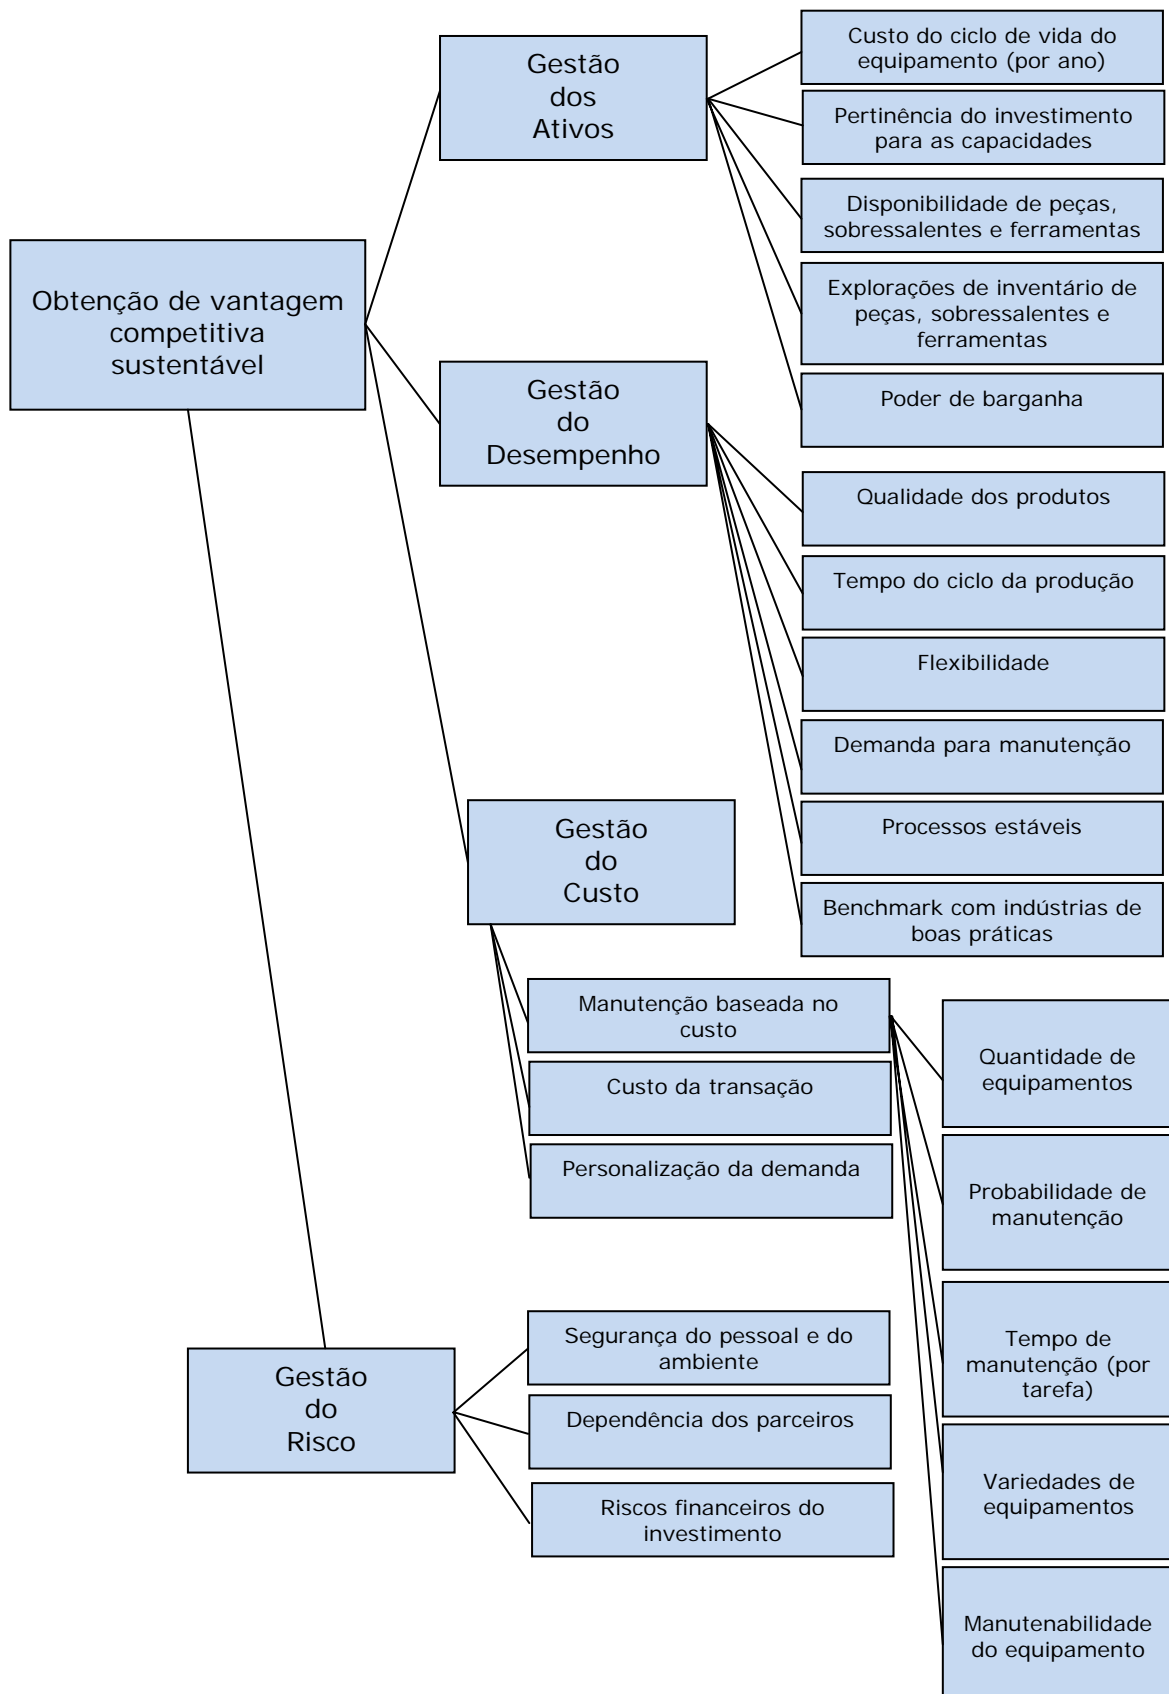 Obtenção de vantagem
competitiva
sustentável
Gestão
dos
Ativos
Custo do ciclo de vida do
equipamento (por ano)
Pertinência do investimento
para as capacidades
Disponibilidade de peças,
sobressalentes e ferramentas
Explorações de inventário de
peças, sobressalentes e
ferramentas
Poder de barganha
Gestão
do
Desempenho
Qualidade dos produtos
Tempo do ciclo da produção
Flexibilidade
Demanda para manutenção
Processos estáveis
Benchmark com indústrias de
boas práticas
Gestão
do
Custo
Manutenção baseada no
custo
Custo da transação
Personalização da demanda
Quantidade de
equipamentos
Probabilidade de
manutenção
Tempo de
manutenção (por
tarefa)
Variedades de
equipamentos
Manutenabilidade
do equipamento
Gestão
do
Risco
Segurança do pessoal e do
ambiente
Dependência dos parceiros
Riscos financeiros do
investimento